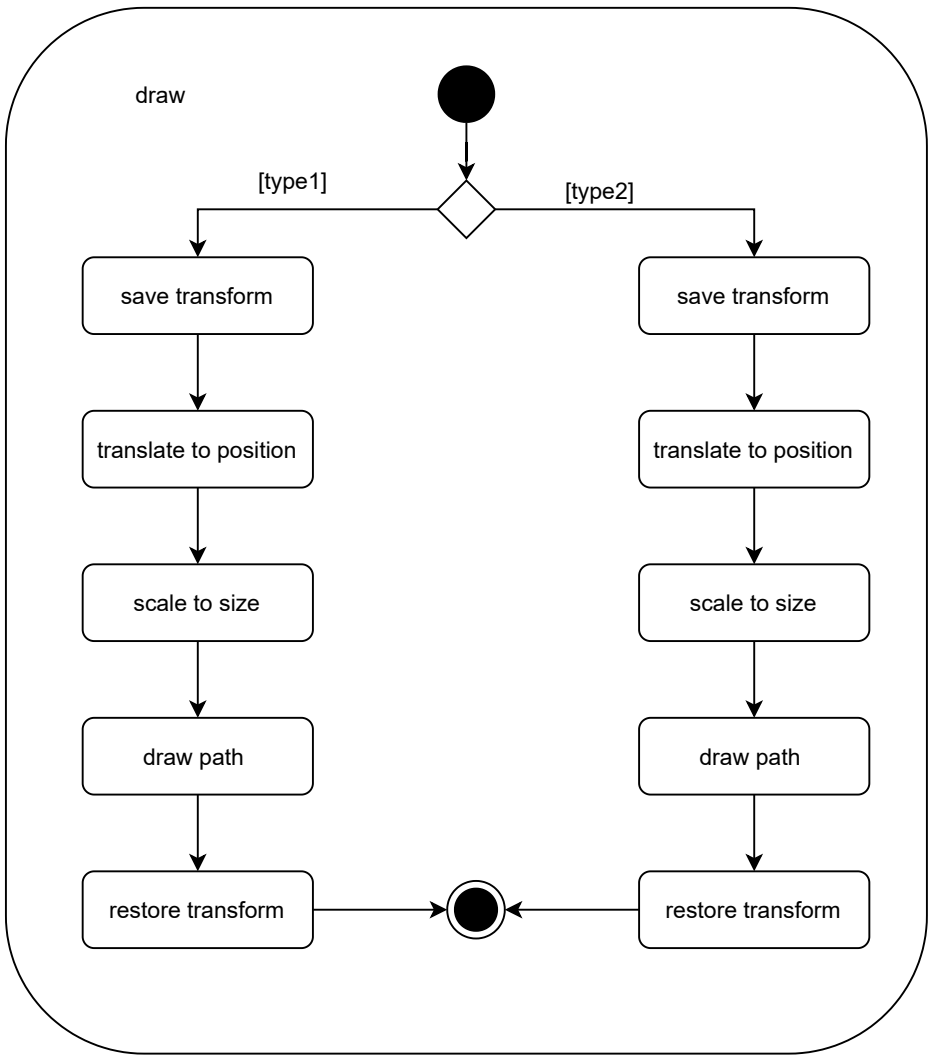 draw
[type1]
[type2]
save transform
save transform
translate to position
translate to position
scale to size
scale to size
draw path
draw path
restore transform
restore transform